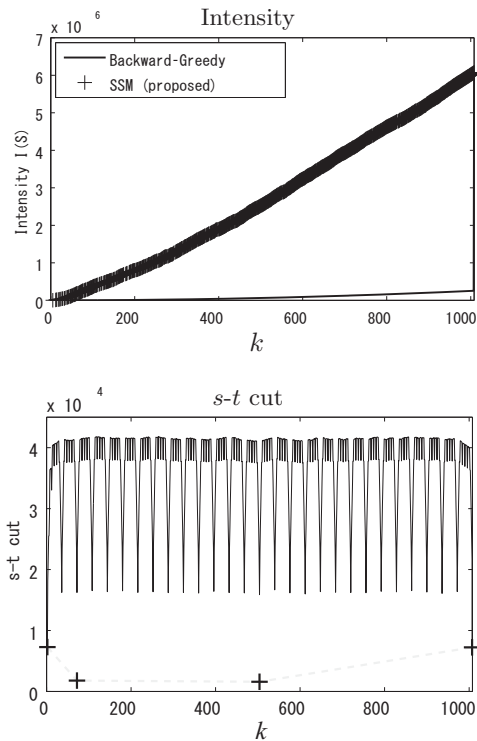 Intensity
x 10 6
7
6
5
4
3
2
1
0
Intensity I(S)
Backward-Greedy
SSM (proposed)
0 200 400 600 800 1000
k
s-t cut
x 10 4
4
3
2
1
0
s-t cut
0 200 400 600 800 1000
k